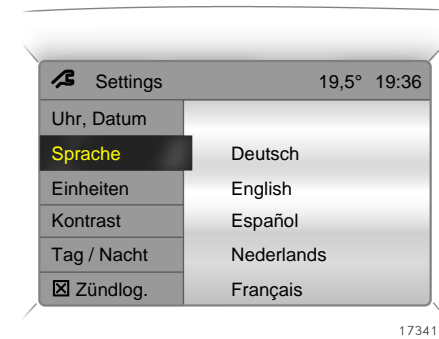 Settings 19,5° 19:36
Uhr, Datum
Sprache Deutsch
Einheiten English
Kontrast Español
Tag / Nacht Nederlands
Zündlog. Français
17341